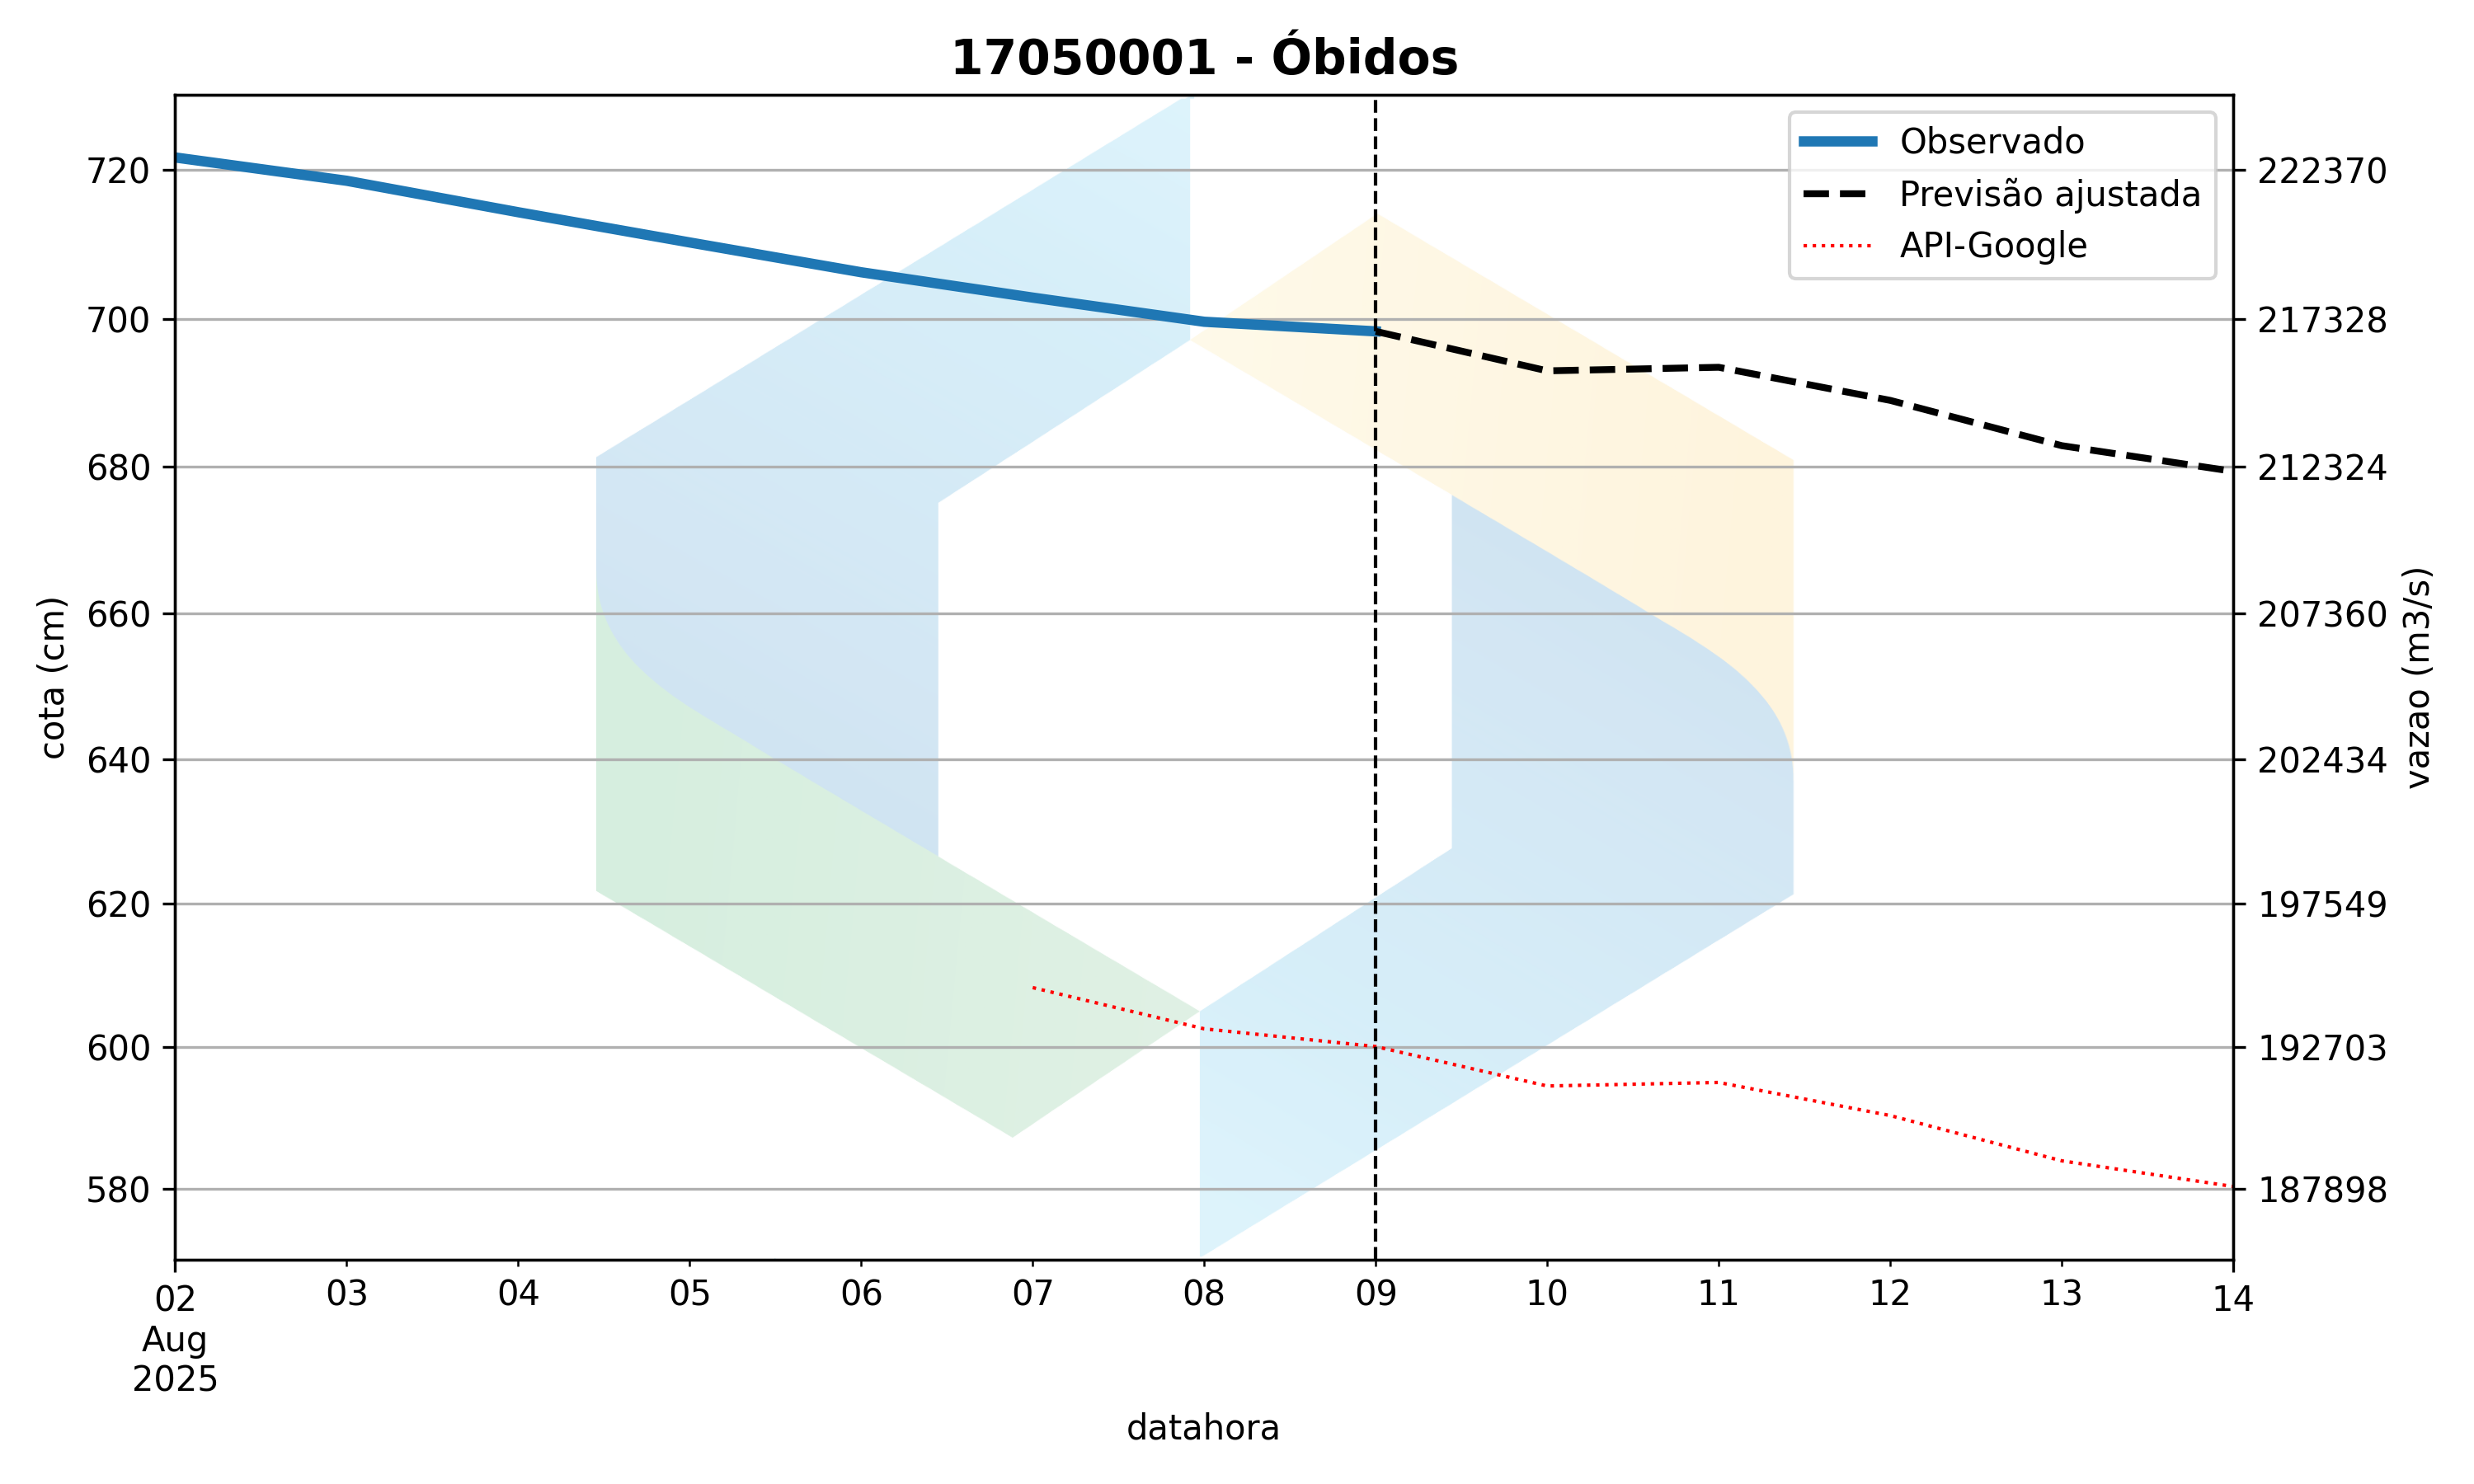 17050001 - Óbidos
Observado
Previsão ajustada
API-Google
720
700
680
660
640
620
600
580
cota (cm)
222370
217328
212324
207360
202434
197549
192703
187898
vazao (m3/s)
02 03 04 05 06 07 08 09 10 11 12 13 14
Aug
2025
datahora